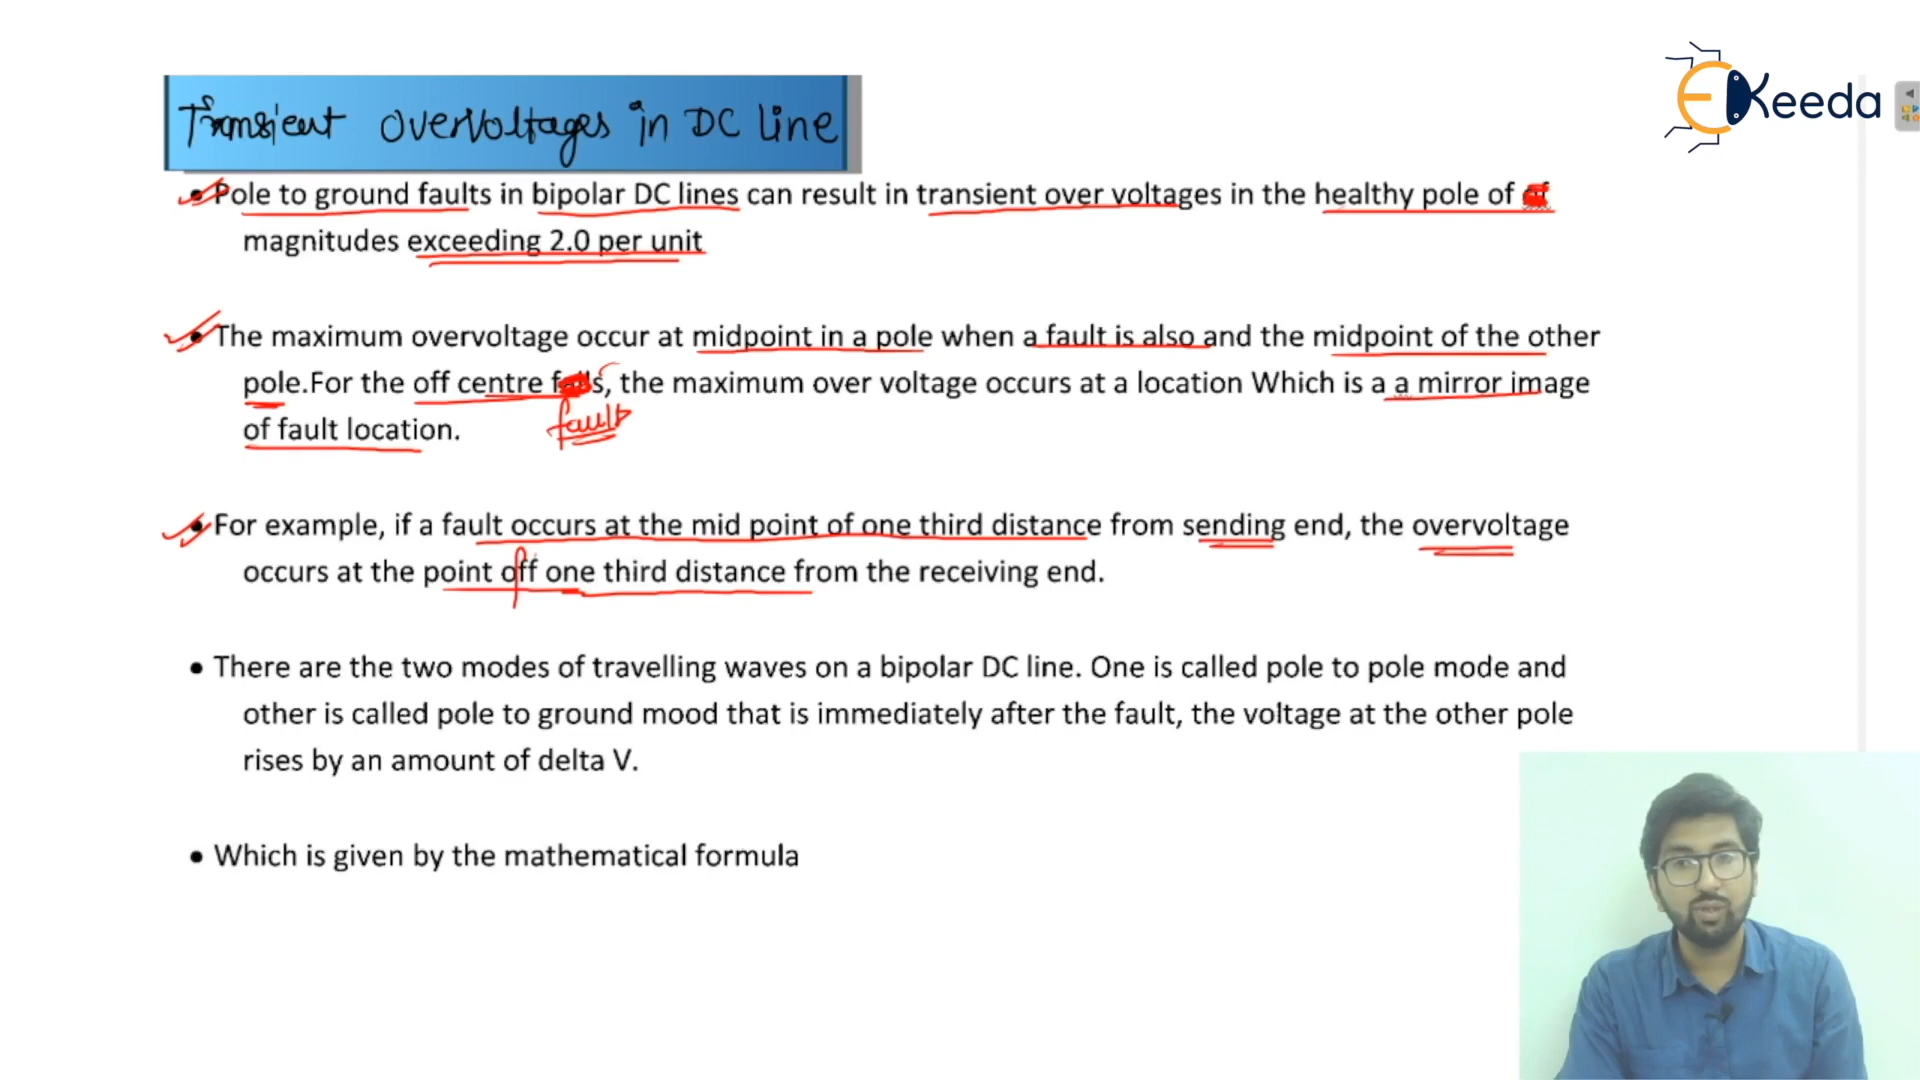 Transient Overvoltages in DC line
EKeeda
• Pole to ground faults in bipolar DC lines can result in transient over voltages in the healthy pole of
magnitudes exceeding 2.0 per unit
• The maximum overvoltage occur at midpoint in a pole when a fault is also and the midpoint of the other
pole.For the off centre the maximum over voltage occurs at a location Which is a a mirror image
of fault location.
fault
• For example, if a fault occurs at the mid point of one third distance from sending end, the overvoltage
occurs at the point off one third distance from the receiving end.
• There are the two modes of travelling waves on a bipolar DC line. One is called pole to pole mode and
other is called pole to ground mood that is immediately after the fault, the voltage at the other pole
rises by an amount of delta V.
• Which is given by the mathematical formula